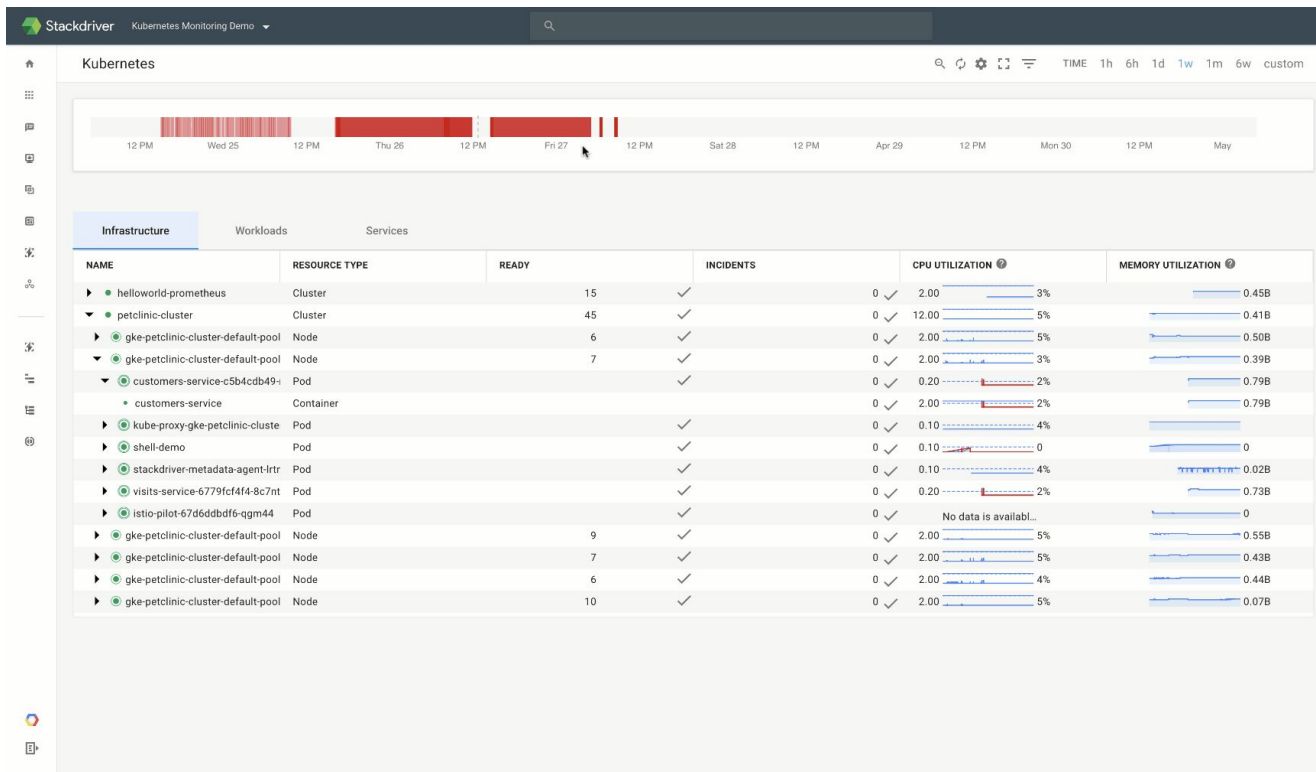 Stackdriver Kubernetes Monitoring Demo
Kubernetes TIME 1h 6h 1d 1w 1m 6w custom
12 PM Wed 25 12 PM Thu 26 12 PM Fri 27 12 PM Sat 28 12 PM Apr 29 12 PM Mon 30 12 PM May
Infrastructure Workloads Services
NAME RESOURCE TYPE READY INCIDENTS CPU UTILIZATION MEMORY UTILIZATION
helloworld-prometheus Cluster 15 0 2.00 3% 0.45B
petclinic-cluster Cluster 45 0 12.00 5% 0.41B
gke-petclinic-cluster-default-pool Node 6 0 2.00 5% 0.50B
gke-petclinic-cluster-default-pool Node 7 0 2.00 3% 0.39B
customers-service-c5b4cdb49- Pod 0 0.20 2% 0.79B
customers-service Container 0 2.00 2% 0.79B
kube-proxy-gke-petclinic-cluste Pod 0 0.10 4%
shell-demo Pod 0 0.10 0 0
stackdriver-metadata-agent-lrtr Pod 0 0.10 4% 0.02B
visits-service-6779fcf4f4-8c7nt Pod 0 0.20 2% 0.73B
istio-pilot-67d6ddbdf6-qgm44 Pod 0 No data is availabl... 0
gke-petclinic-cluster-default-pool Node 9 0 2.00 5% 0.55B
gke-petclinic-cluster-default-pool Node 7 0 2.00 5% 0.43B
gke-petclinic-cluster-default-pool Node 6 0 2.00 4% 0.44B
gke-petclinic-cluster-default-pool Node 10 0 2.00 5% 0.07B